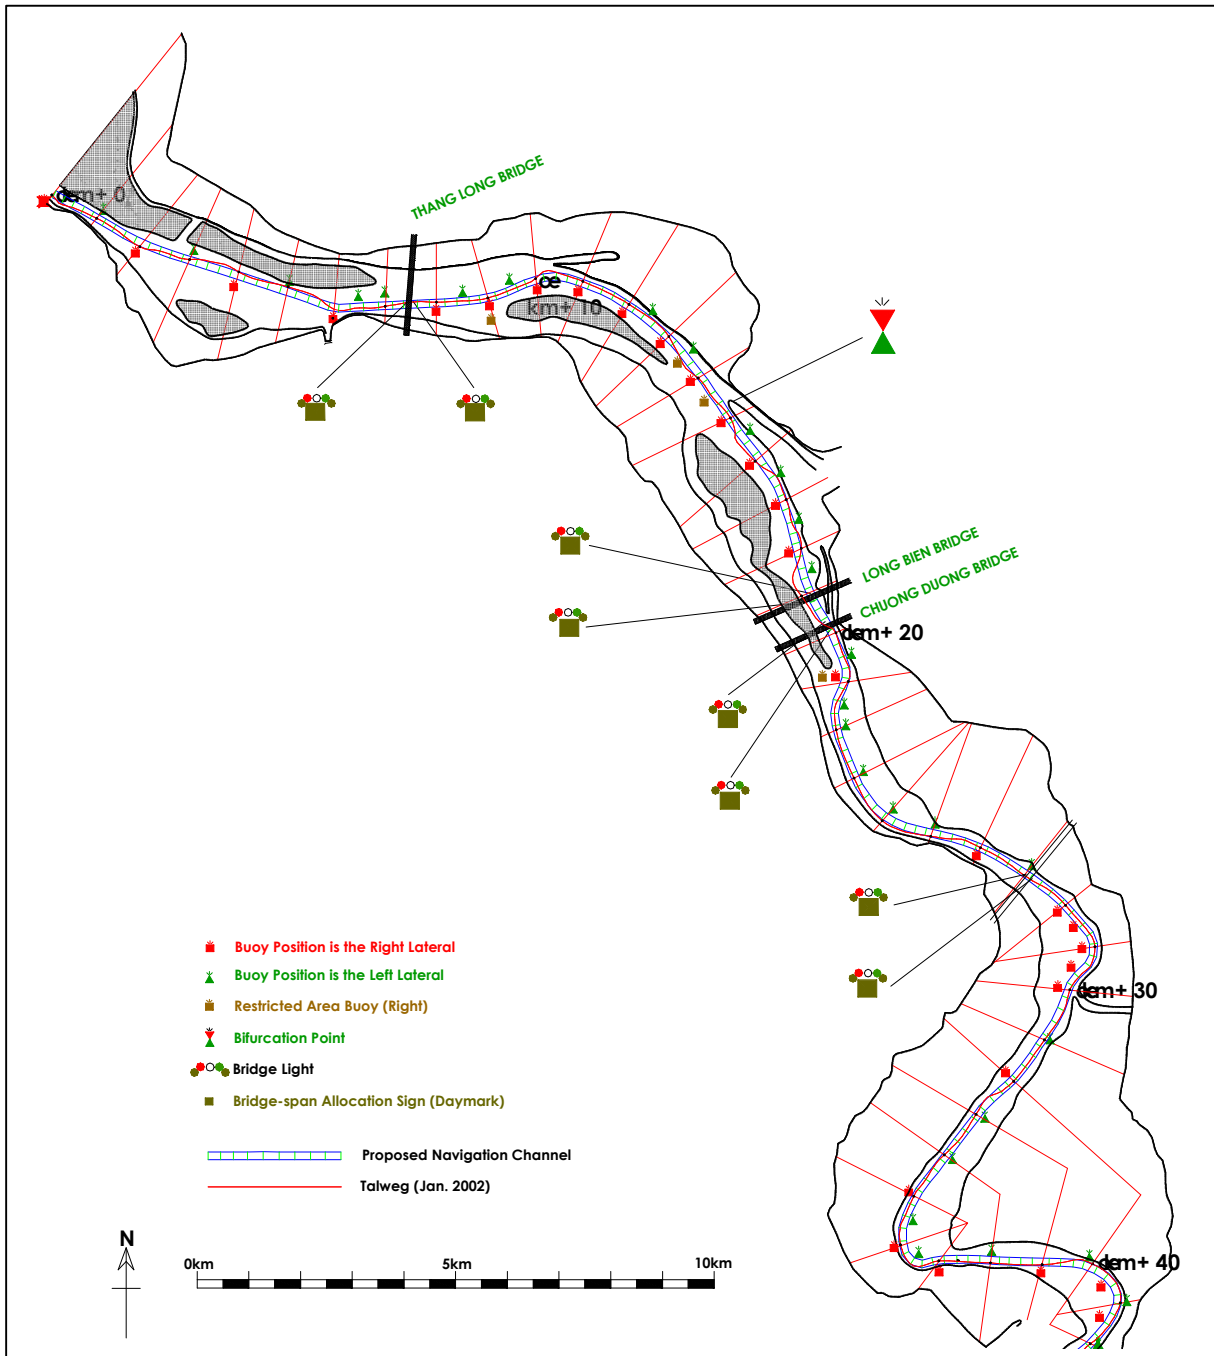 THANG LONG BRIDGE
km+ 0
km+ 10
LONG BIEN BRIDGE
CHUONG DUONG BRIDGE
km+ 20
km+ 30
km+ 40
Buoy Position is the Right Lateral
Buoy Position is the Left Lateral
Restricted Area Buoy (Right)
Bifurcation Point
Bridge Light
Bridge-span Allocation Sign (Daymark)
Proposed Navigation Channel
Talweg (Jan. 2002)
N
0km 5km 10km